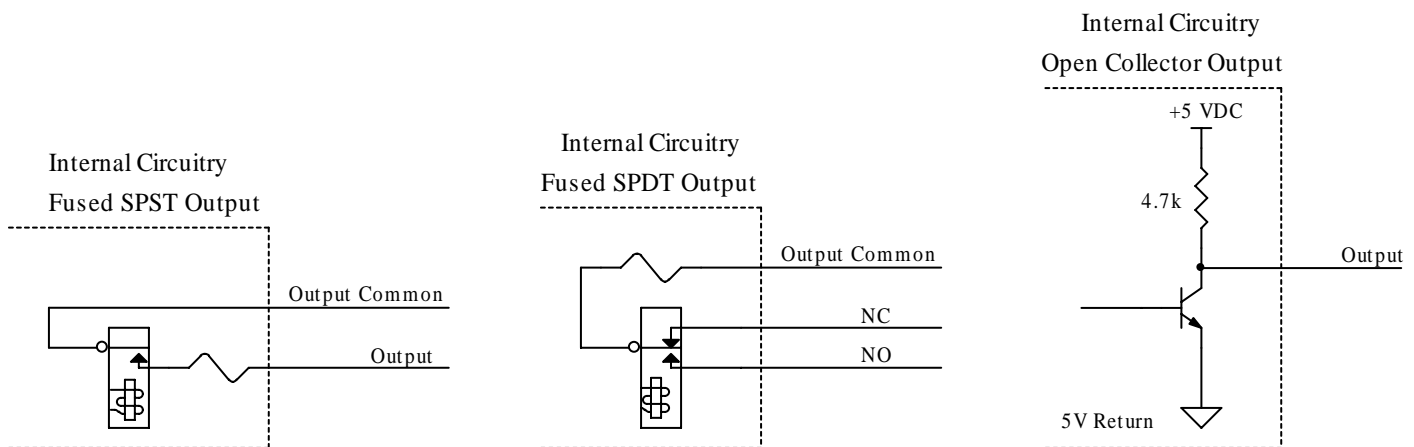 Internal Circuitry
Fused SPST Output
Output Common
Output
Internal Circuitry
Fused SPDT Output
Output Common
NC
NO
Internal Circuitry
Open Collector Output
+5 VDC
4.7k
Output
5V Return